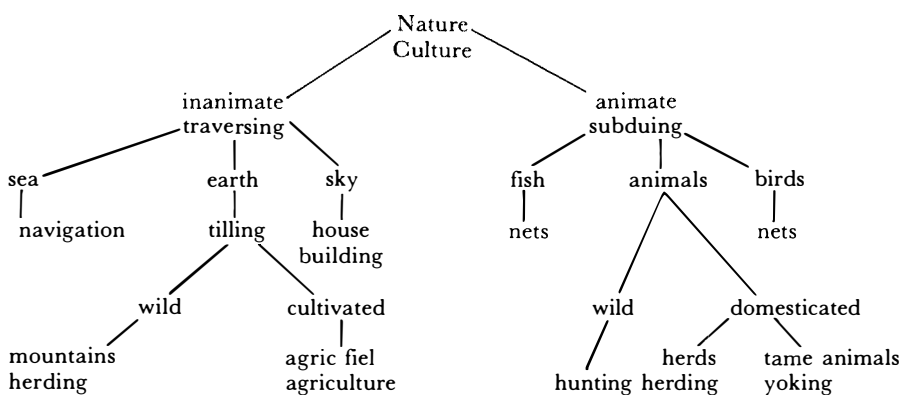 Nature
Culture
inanimate animate
traversing subduing
sea earth sky fish animals birds
navigation tilling house nets nets
building
wild cultivated wild domesticated
mountains agric fiel herds tame animals
herding agriculture hunting herding yoking